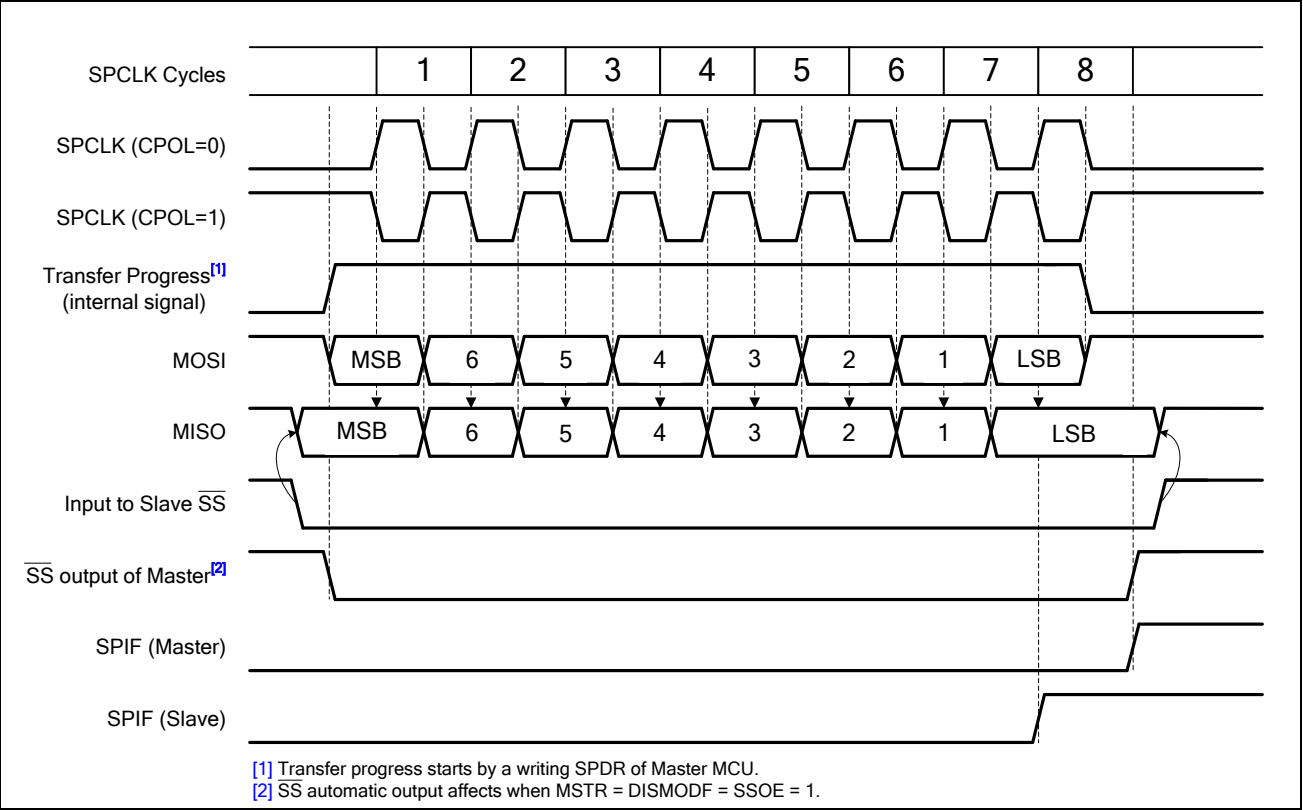 SPCLK Cycles 1 2 3 4 5 6 7 8
SPCLK (CPOL=0)
SPCLK (CPOL=1)
Transfer Progress[1]
(internal signal)
MOSI MSB 6 5 4 3 2 1 LSB
MISO MSB 6 5 4 3 2 1 LSB
Input to Slave S̅S̅
S̅S̅ output of Master[2]
SPIF (Master)
SPIF (Slave)
[1] Transfer progress starts by a writing SPDR of Master MCU.
[2] S̅S̅ automatic output affects when MSTR = DISMODF = SSOE = 1.